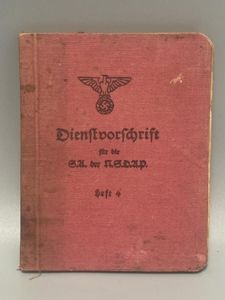 Dienstvorschrift
für die
S.A. der N.S.D.A.P.
Heft 4